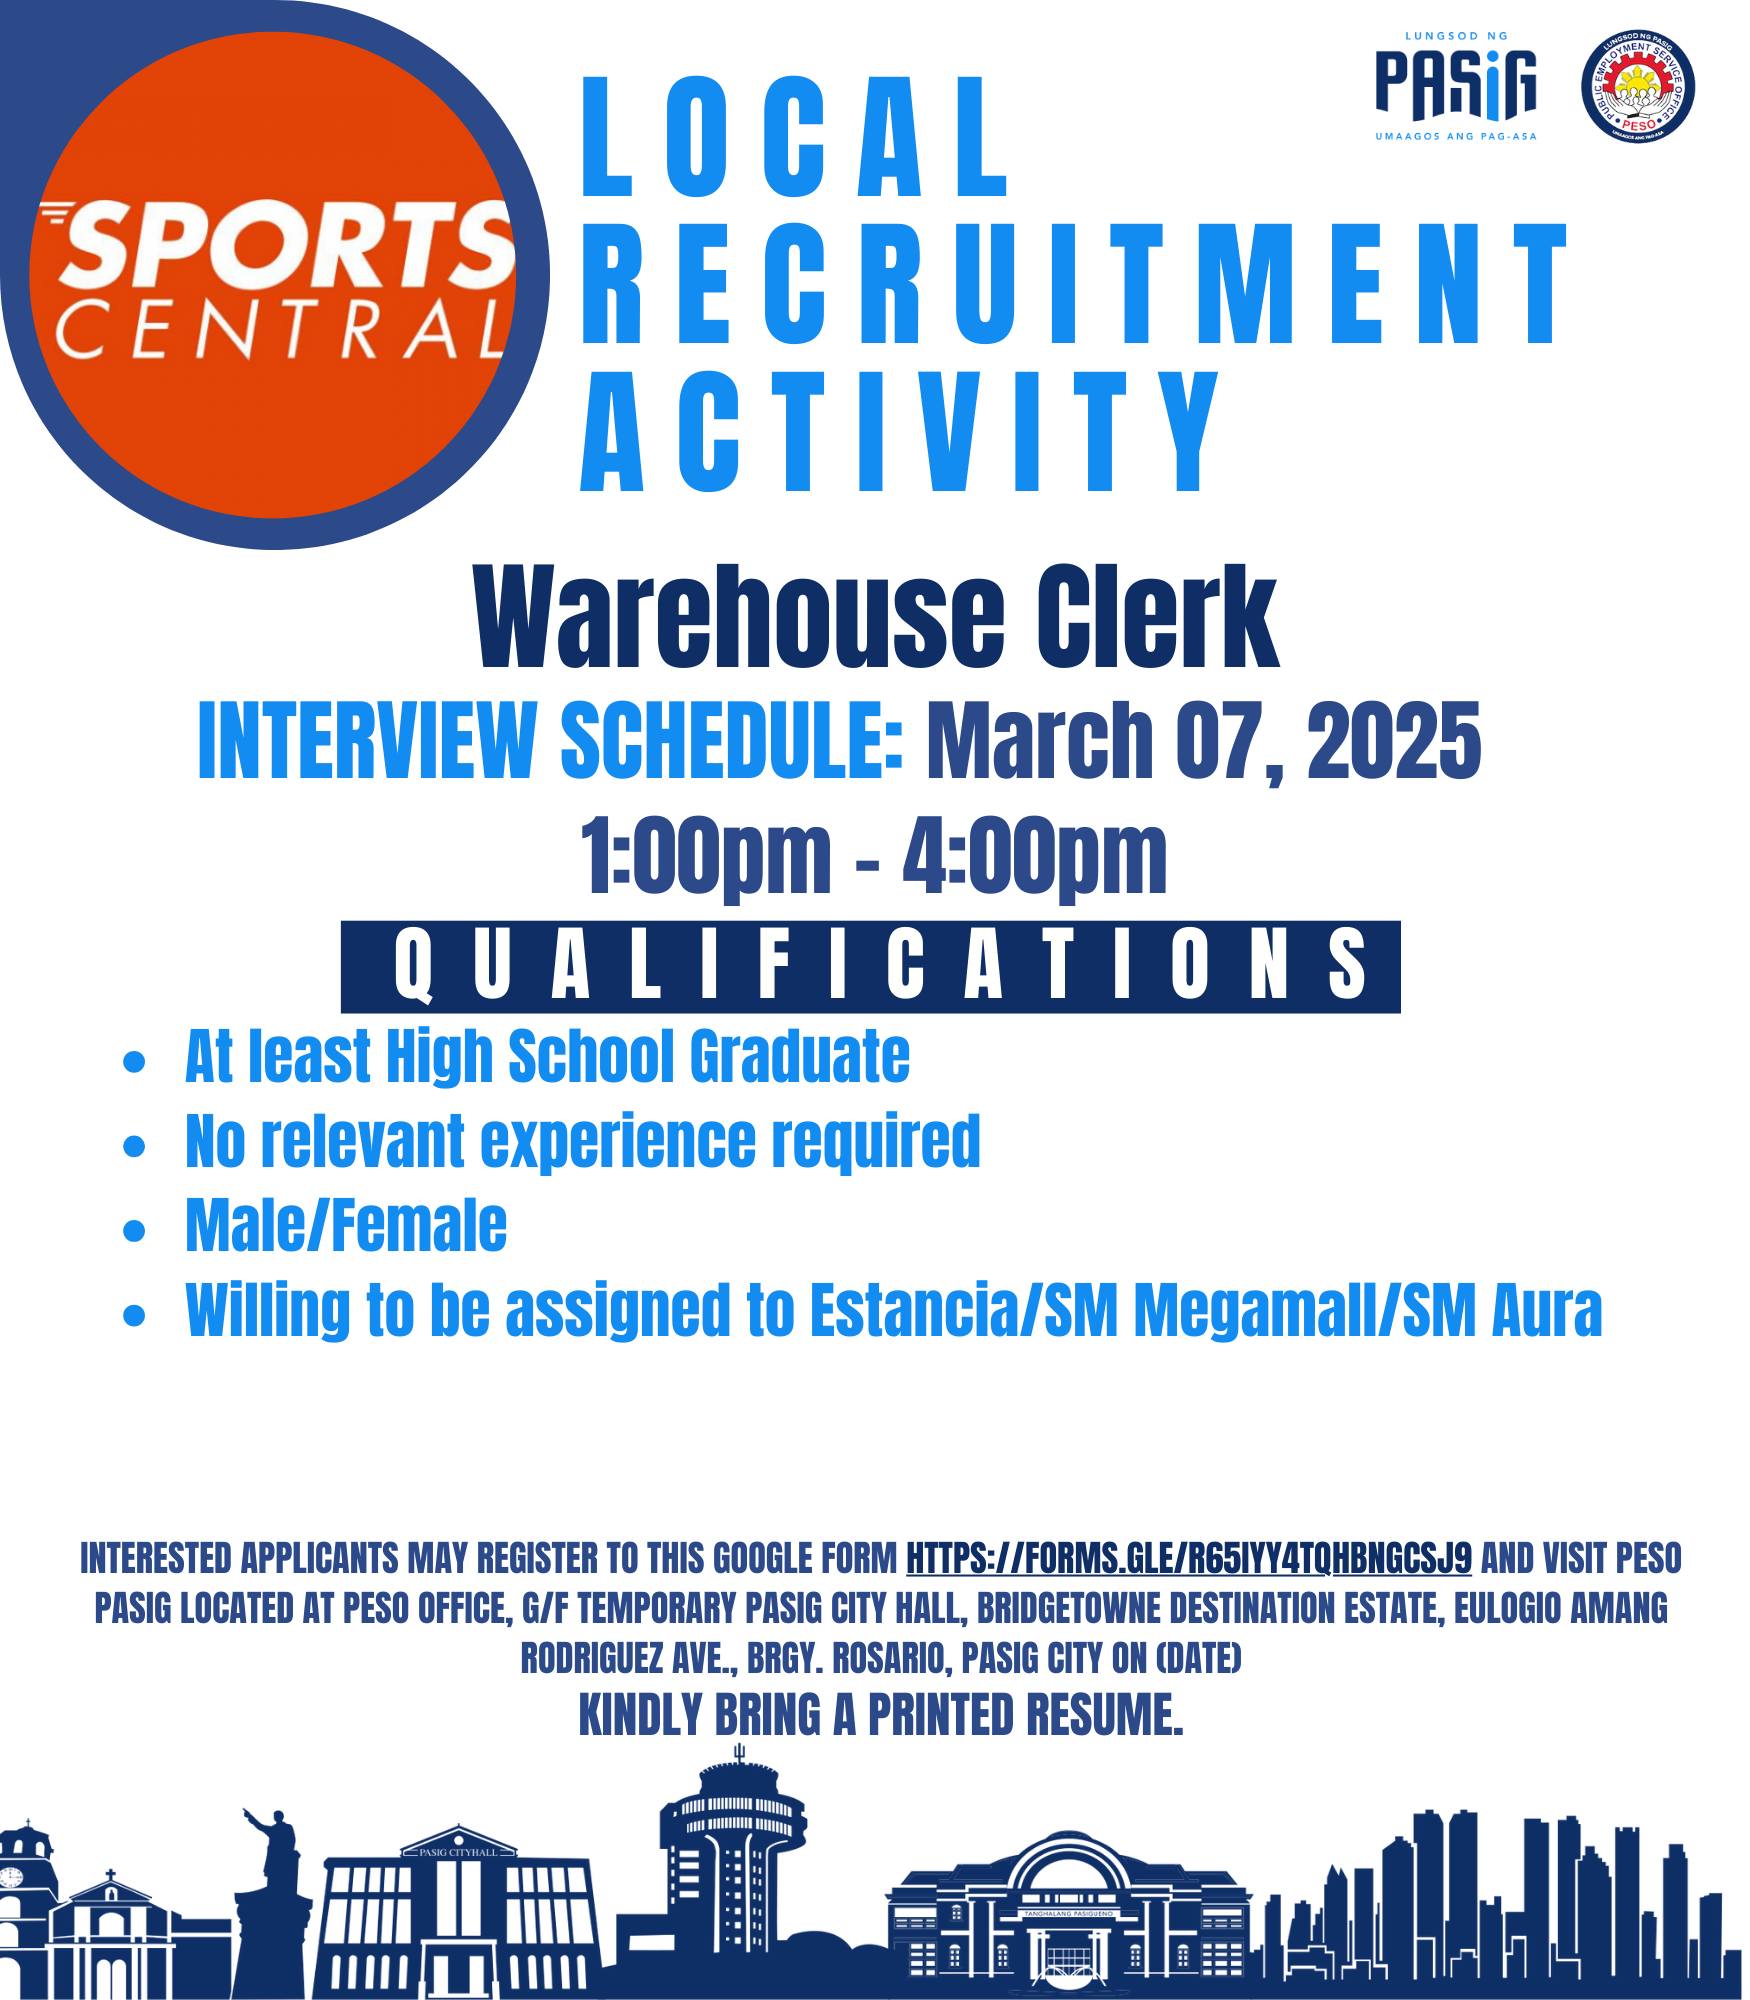 LUNGSOD NG
PASiG
UMAAGOS ANG PAG-ASA
LUNGSOD NG PASIG
PUBLIC EMPLOYMENT SERVICE OFFICE
PESO
UMAAGOS ANG PAG-ASA
SPORTS
CENTRAL
LOCAL
RECRUITMENT
ACTIVITY
Warehouse Clerk
INTERVIEW SCHEDULE: March 07, 2025
1:00pm - 4:00pm
QUALIFICATIONS
• At least High School Graduate
• No relevant experience required
• Male/Female
• Willing to be assigned to Estancia/SM Megamall/SM Aura
INTERESTED APPLICANTS MAY REGISTER TO THIS GOOGLE FORM HTTPS://FORMS.GLE/R65IYY4TQHBNGCSJ9 AND VISIT PESO
PASIG LOCATED AT PESO OFFICE, G/F TEMPORARY PASIG CITY HALL, BRIDGETOWNE DESTINATION ESTATE, EULOGIO AMANG
RODRIGUEZ AVE., BRGY. ROSARIO, PASIG CITY ON (DATE)
KINDLY BRING A PRINTED RESUME.
PASIG CITYHALL
TANGHALANG PASIGUENO